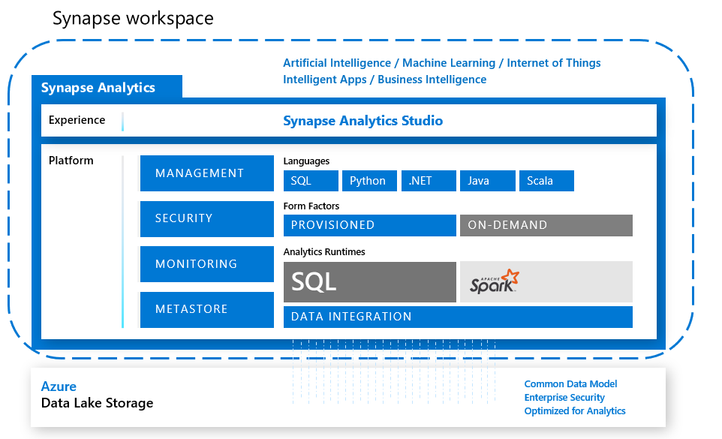 Synapse workspace
Artificial Intelligence / Machine Learning / Internet of Things
Intelligent Apps / Business Intelligence
Synapse Analytics
Experience
Synapse Analytics Studio
Platform
MANAGEMENT
SECURITY
MONITORING
METASTORE
Languages
SQL
Python
.NET
Java
Scala
Form Factors
PROVISIONED
ON-DEMAND
Analytics Runtimes
SQL
APACHE
Spark
DATA INTEGRATION
Azure
Data Lake Storage
Common Data Model
Enterprise Security
Optimized for Analytics